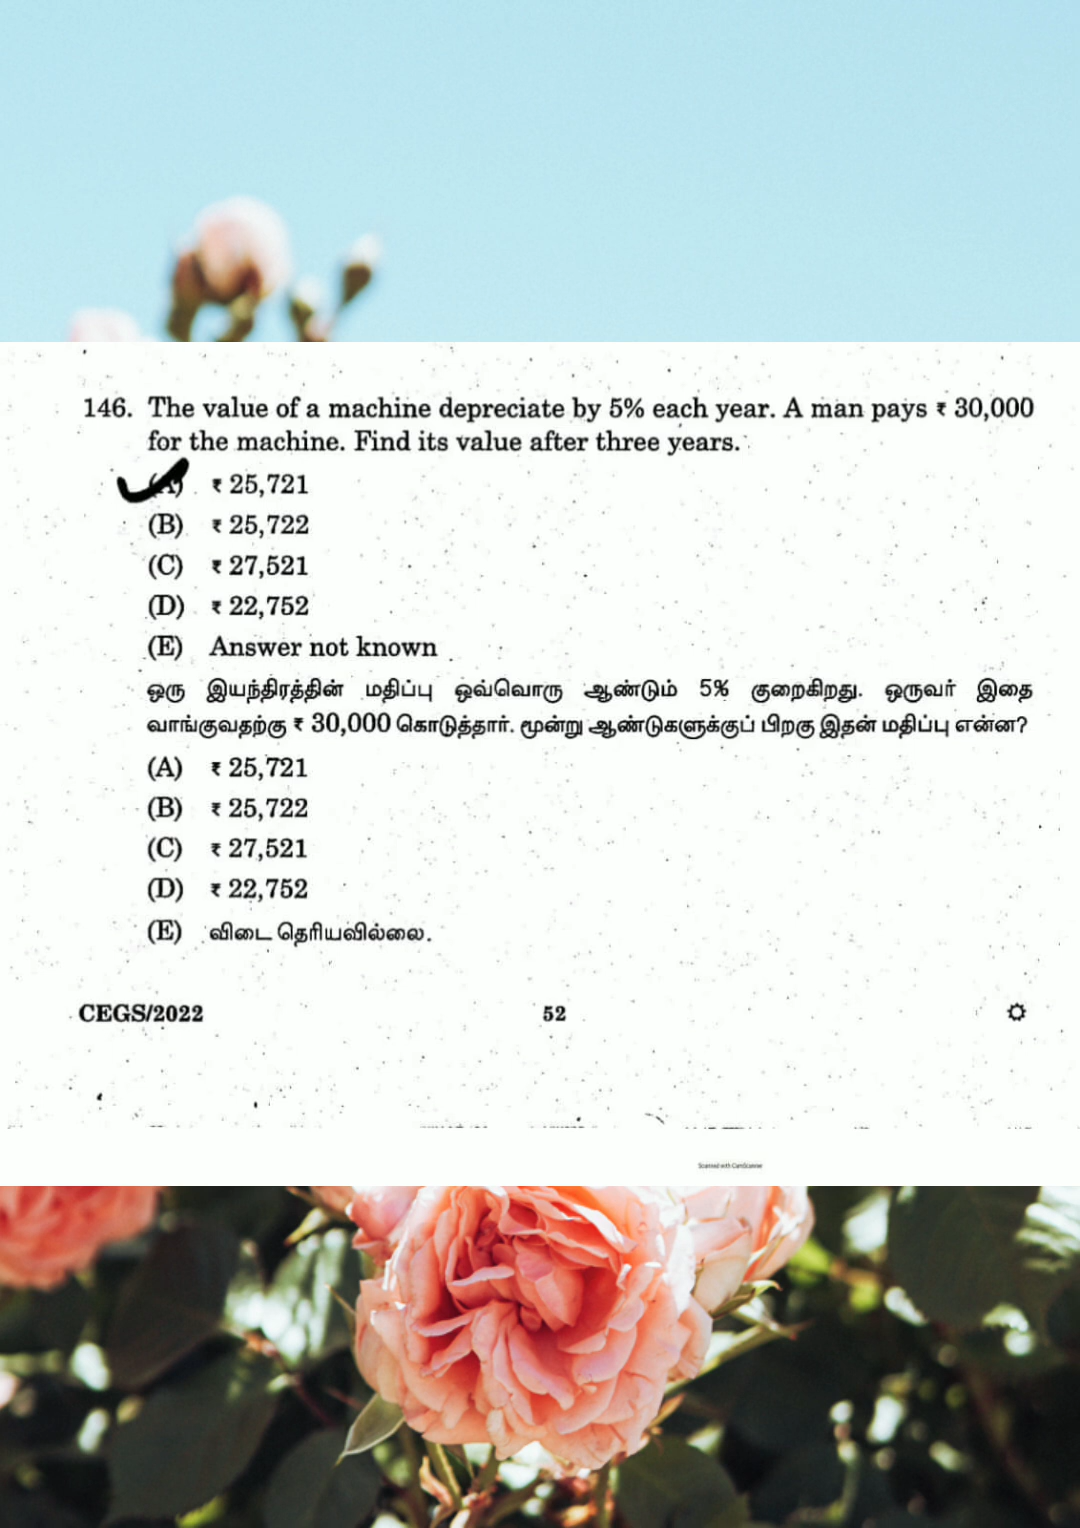 146. The value of a machine depreciate by 5% each year. A man pays ₹ 30,000
for the machine. Find its value after three years.
(A) ₹ 25,721
(B) ₹ 25,722
(C) ₹ 27,521
(D) ₹ 22,752
(E) Answer not known
ஒரு இயந்திரத்தின் மதிப்பு ஒவ்வொரு ஆண்டும் 5% குறைகிறது. ஒருவர் இதை
வாங்குவதற்கு ₹ 30,000 கொடுத்தார். மூன்று ஆண்டுகளுக்குப் பிறகு இதன் மதிப்பு என்ன?
(A) ₹ 25,721
(B) ₹ 25,722
(C) ₹ 27,521
(D) ₹ 22,752
(E) விடை தெரியவில்லை.
CEGS/2022 52
Scanned with CamScanner